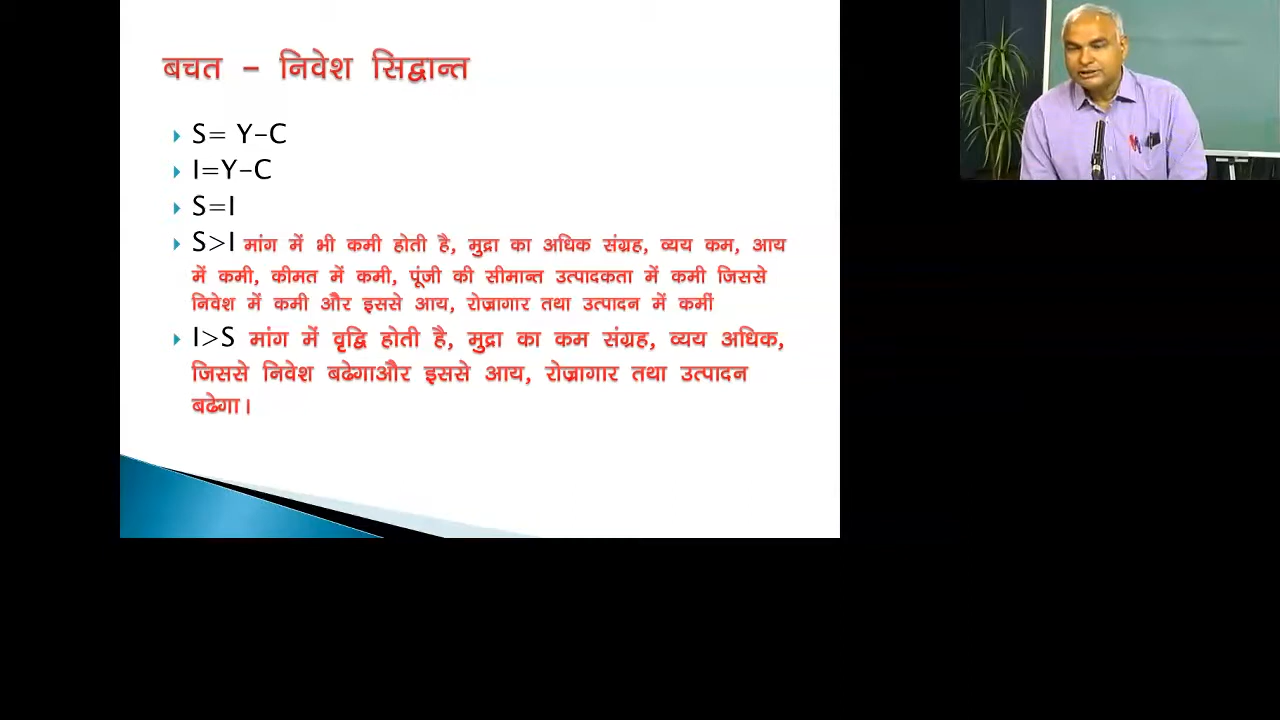 बचत – निवेश सिद्वान्त
S= Y-C
I=Y-C
S=I
S>I मांग में भी कमी होती है, मुद्रा का अधिक संग्रह, व्यय कम, आय
में कमी, कीमत में कमी, पूंजी की सीमान्त उत्पादकता में कमी जिससे
निवेश में कमी और इससे आय, रोज़ागार तथा उत्पादन में कमीं
I>S मांग में वृद्वि होती है, मुद्रा का कम संग्रह, व्यय अधिक,
जिससे निवेश बढेगाऔर इससे आय, रोज़ागार तथा उत्पादन
बढेगा।